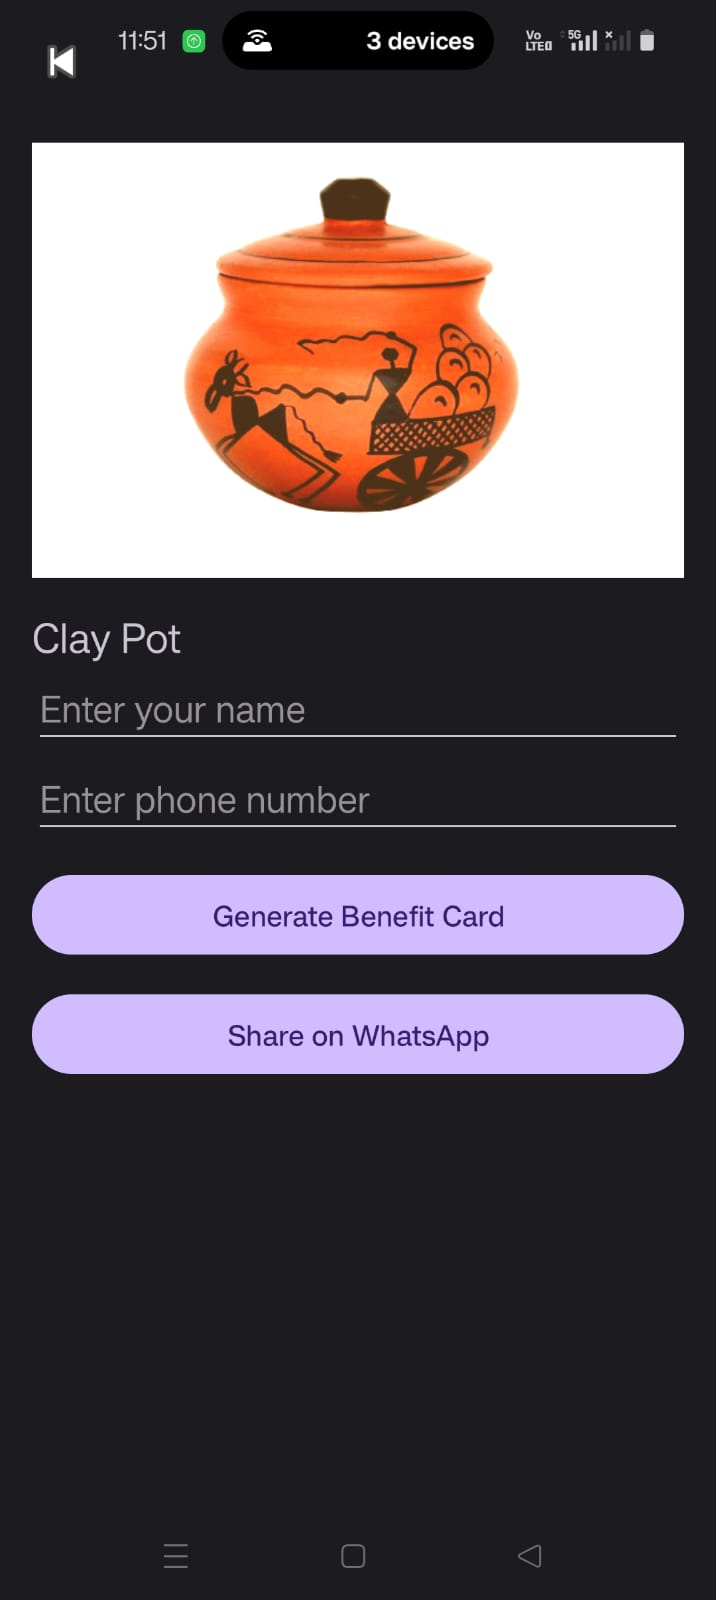 11:51
3 devices
Vo
LTE
5G
Clay Pot
Enter your name
Enter phone number
Generate Benefit Card
Share on WhatsApp